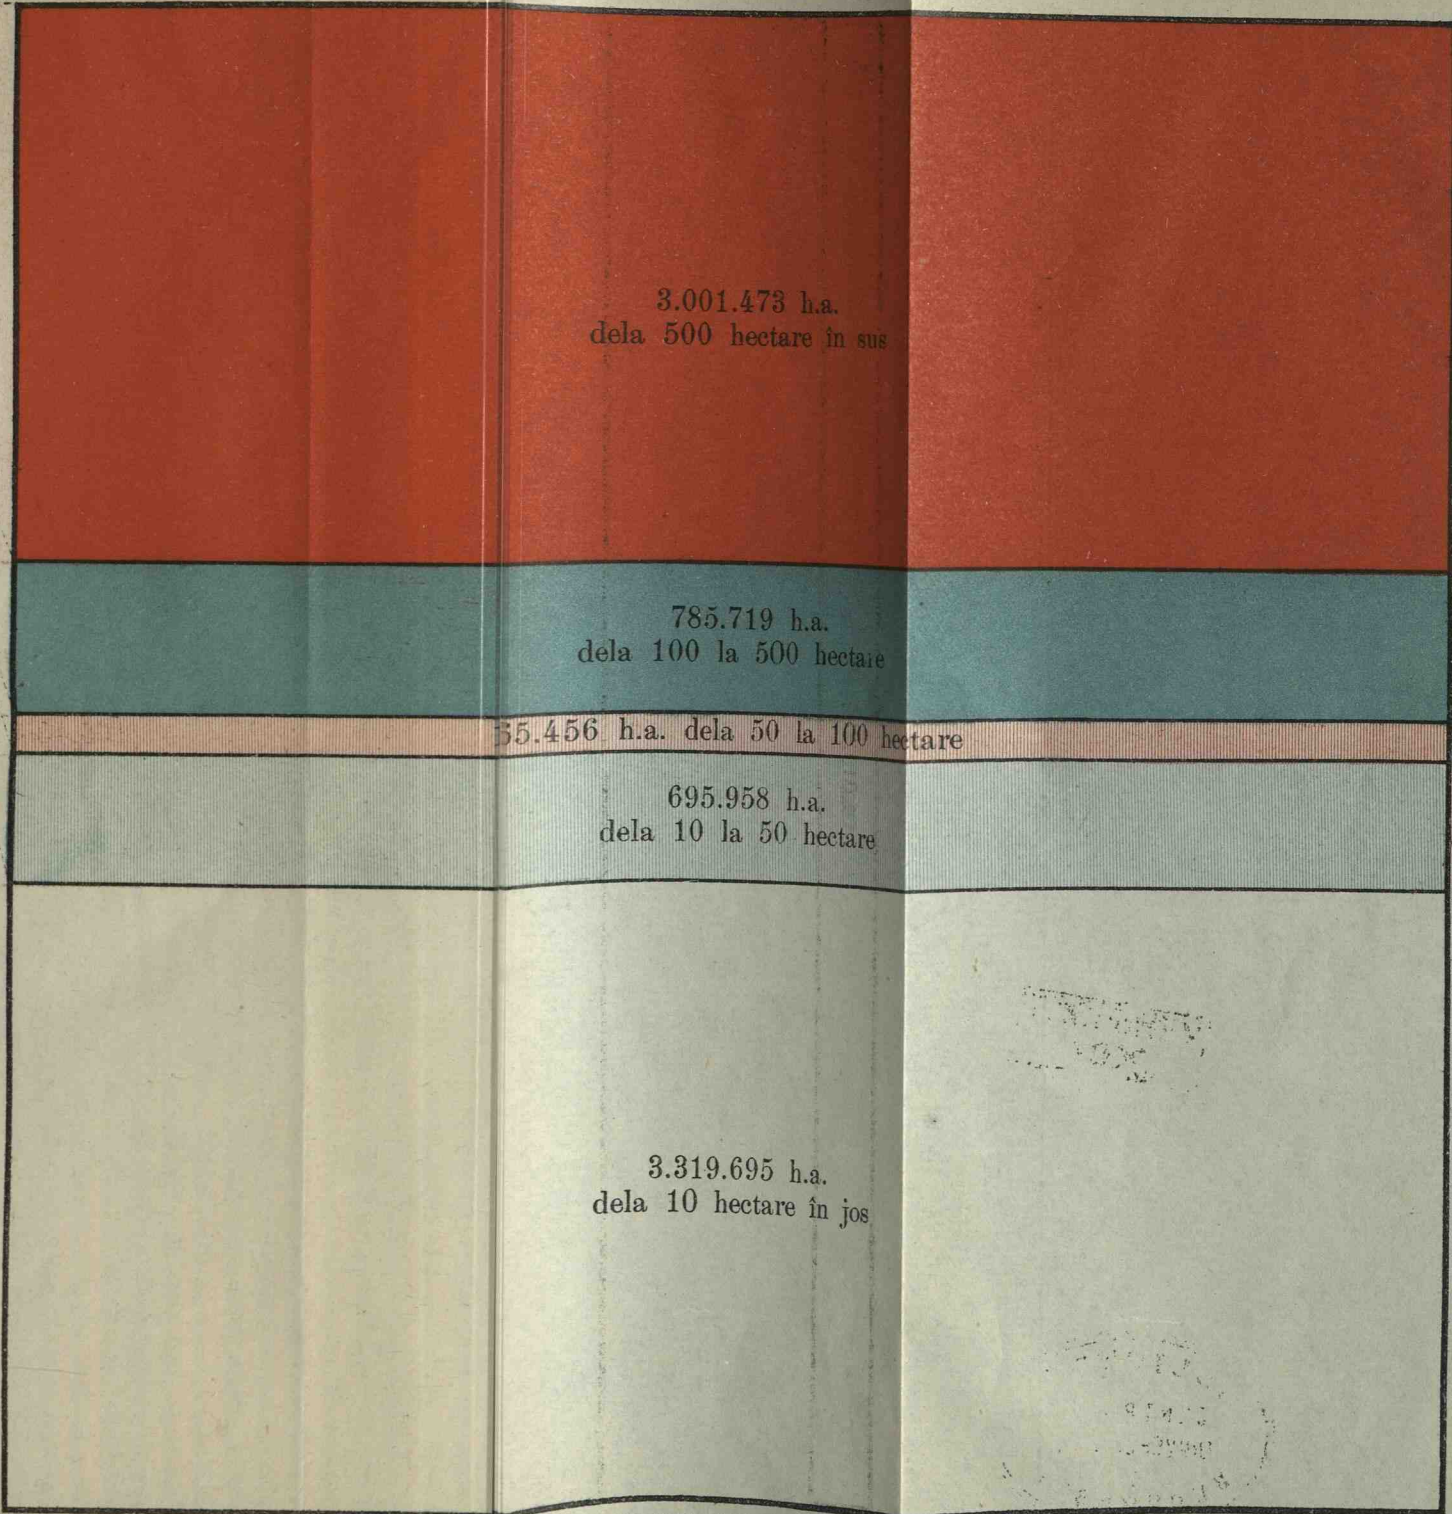 3.001.473 h.a.
dela 500 hectare în sus
785.719 h.a.
dela 100 la 500 hectare
65.456 h.a. dela 50 la 100 hectare
695.958 h.a.
dela 10 la 50 hectare
3.319.695 h.a.
dela 10 hectare în jos